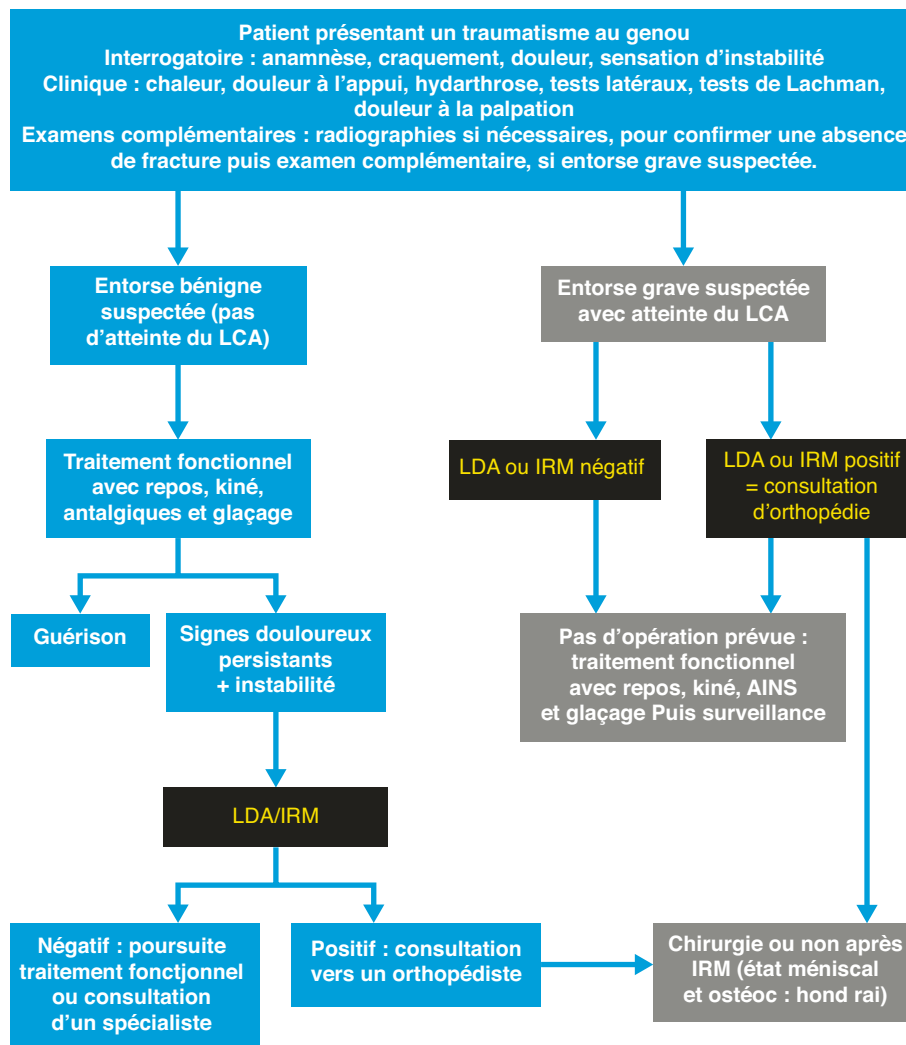 Patient présentant un traumatisme au genou
Interrogatoire : anamnèse, craquement, douleur, sensation d'instabilité
Clinique : chaleur, douleur à l'appui, hydarthrose, tests latéraux, tests de Lachman,
douleur à la palpation
Examens complémentaires : radiographies si nécessaires, pour confirmer une absence
de fracture puis examen complémentaire, si entorse grave suspectée.
Entorse bénigne
suspectée (pas
d'atteinte du LCA)
Entorse grave suspectée
avec atteinte du LCA
Traitement fonctionnel
avec repos, kiné,
antalgiques et glaçage
LDA ou IRM négatif
LDA ou IRM positif
= consultation
d'orthopédie
Guérison
Signes douloureux
persistants
+ instabilité
Pas d'opération prévue :
traitement fonctionnel
avec repos, kiné, AINS
et glaçage Puis surveillance
LDA/IRM
Négatif : poursuite
traitement fonctjonnel
ou consultation
d'un spécialiste
Positif : consultation
vers un orthopédiste
Chirurgie ou non après
IRM (état méniscal
et ostéoc : hond rai)